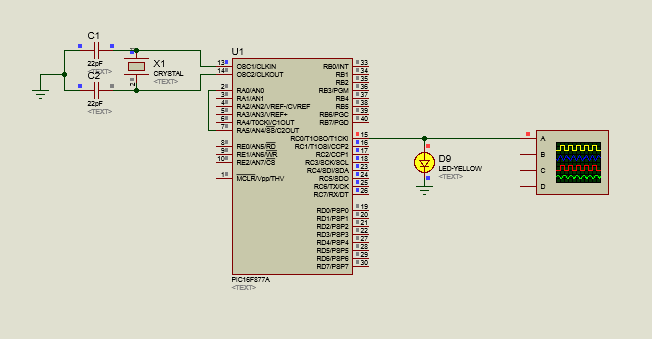 C1
22pF
<TEXT>
C2
22pF
<TEXT>
X1
CRYSTAL
<TEXT>
U1
13 OSC1/CLKIN
14 OSC2/CLKOUT
2 RA0/AN0
3 RA1/AN1
4 RA2/AN2/VREF-/CVREF
5 RA3/AN3/VREF+
6 RA4/T0CKI/C1OUT
7 RA5/AN4/SS/C2OUT
8 RE0/AN5/RD
9 RE1/AN6/WR
10 RE2/AN7/CS
1 MCLR/Vpp/THV
RB0/INT 33
RB1 34
RB2 35
RB3/PGM 36
RB4 37
RB5 38
RB6/PGC 39
RB7/PGD 40
RC0/T1OSO/T1CKI 15
RC1/T1OSI/CCP2 16
RC2/CCP1 17
RC3/SCK/SCL 18
RC4/SDI/SDA 23
RC5/SDO 24
RC6/TX/CK 25
RC7/RX/DT 26
RD0/PSP0 19
RD1/PSP1 20
RD2/PSP2 21
RD3/PSP3 22
RD4/PSP4 27
RD5/PSP5 28
RD6/PSP6 29
RD7/PSP7 30
PIC16F877A
<TEXT>
D9
LED-YELLOW
<TEXT>
A
B
C
D